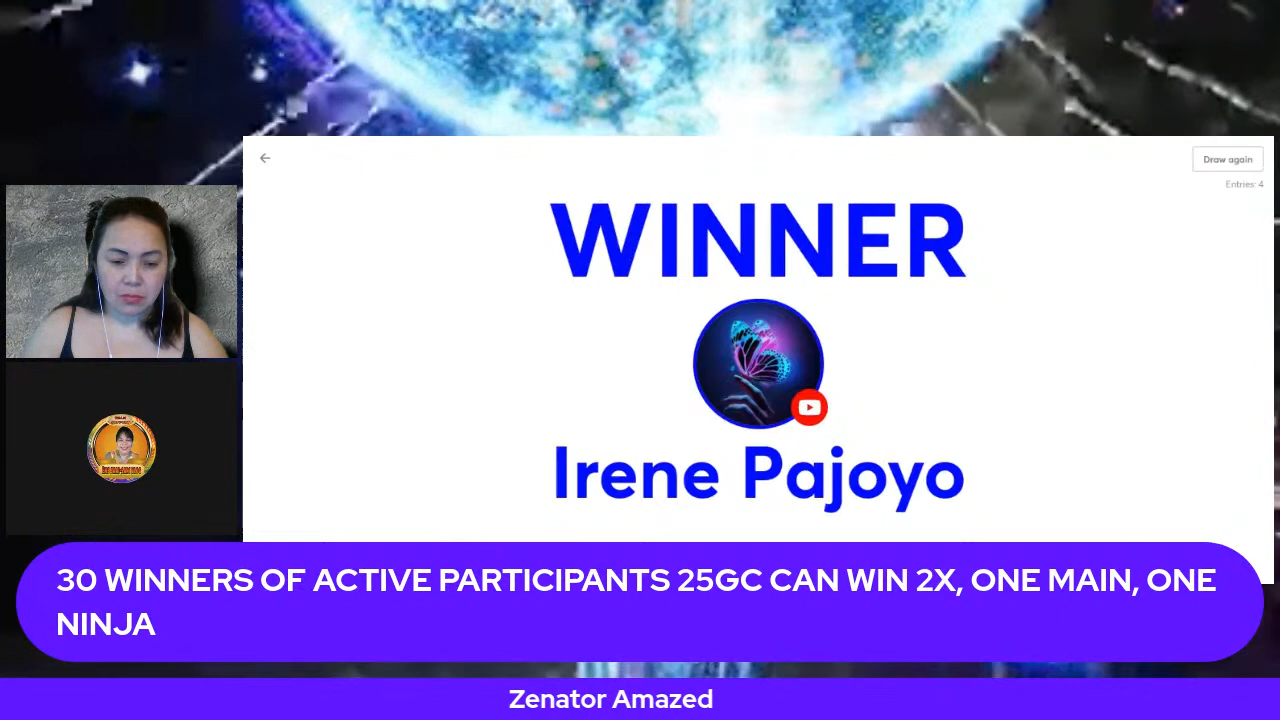 Draw again
Entries: 4
WINNER
Irene Pajoyo
30 WINNERS OF ACTIVE PARTICIPANTS 25GC CAN WIN 2X, ONE MAIN, ONE
NINJA
Zenator Amazed